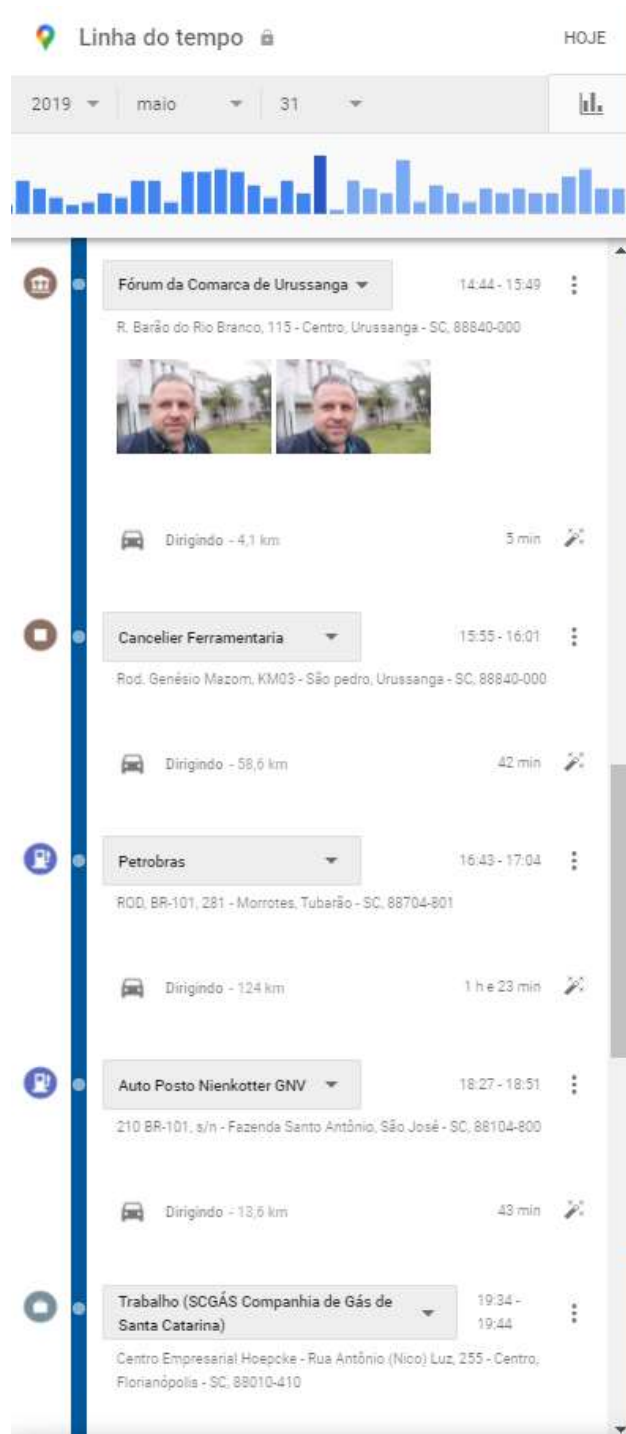 Linha do tempo
HOJE
2019 maio 31
Fórum da Comarca de Urussanga 14:44 - 15:49
R. Barão do Rio Branco, 115 - Centro, Urussanga - SC, 88840-000
Dirigindo - 4,1 km 5 min
Cancelier Ferramentaria 15:55 - 16:01
Rod. Genésio Mazom, KM03 - São pedro, Urussanga - SC, 88840-000
Dirigindo - 58,6 km 42 min
Petrobras 16:43 - 17:04
ROD, BR-101, 281 - Morrotes, Tubarão - SC, 88704-801
Dirigindo - 124 km 1 h e 23 min
Auto Posto Nienkotter GNV 18:27 - 18:51
210 BR-101, s/n - Fazenda Santo Antônio, São José - SC, 88104-800
Dirigindo - 13,6 km 43 min
Trabalho (SCGÁS Companhia de Gás de 19:34 -
Santa Catarina) 19:44
Centro Empresarial Hoepcke - Rua Antônio (Nico) Luz, 255 - Centro,
Florianópolis - SC, 88010-410